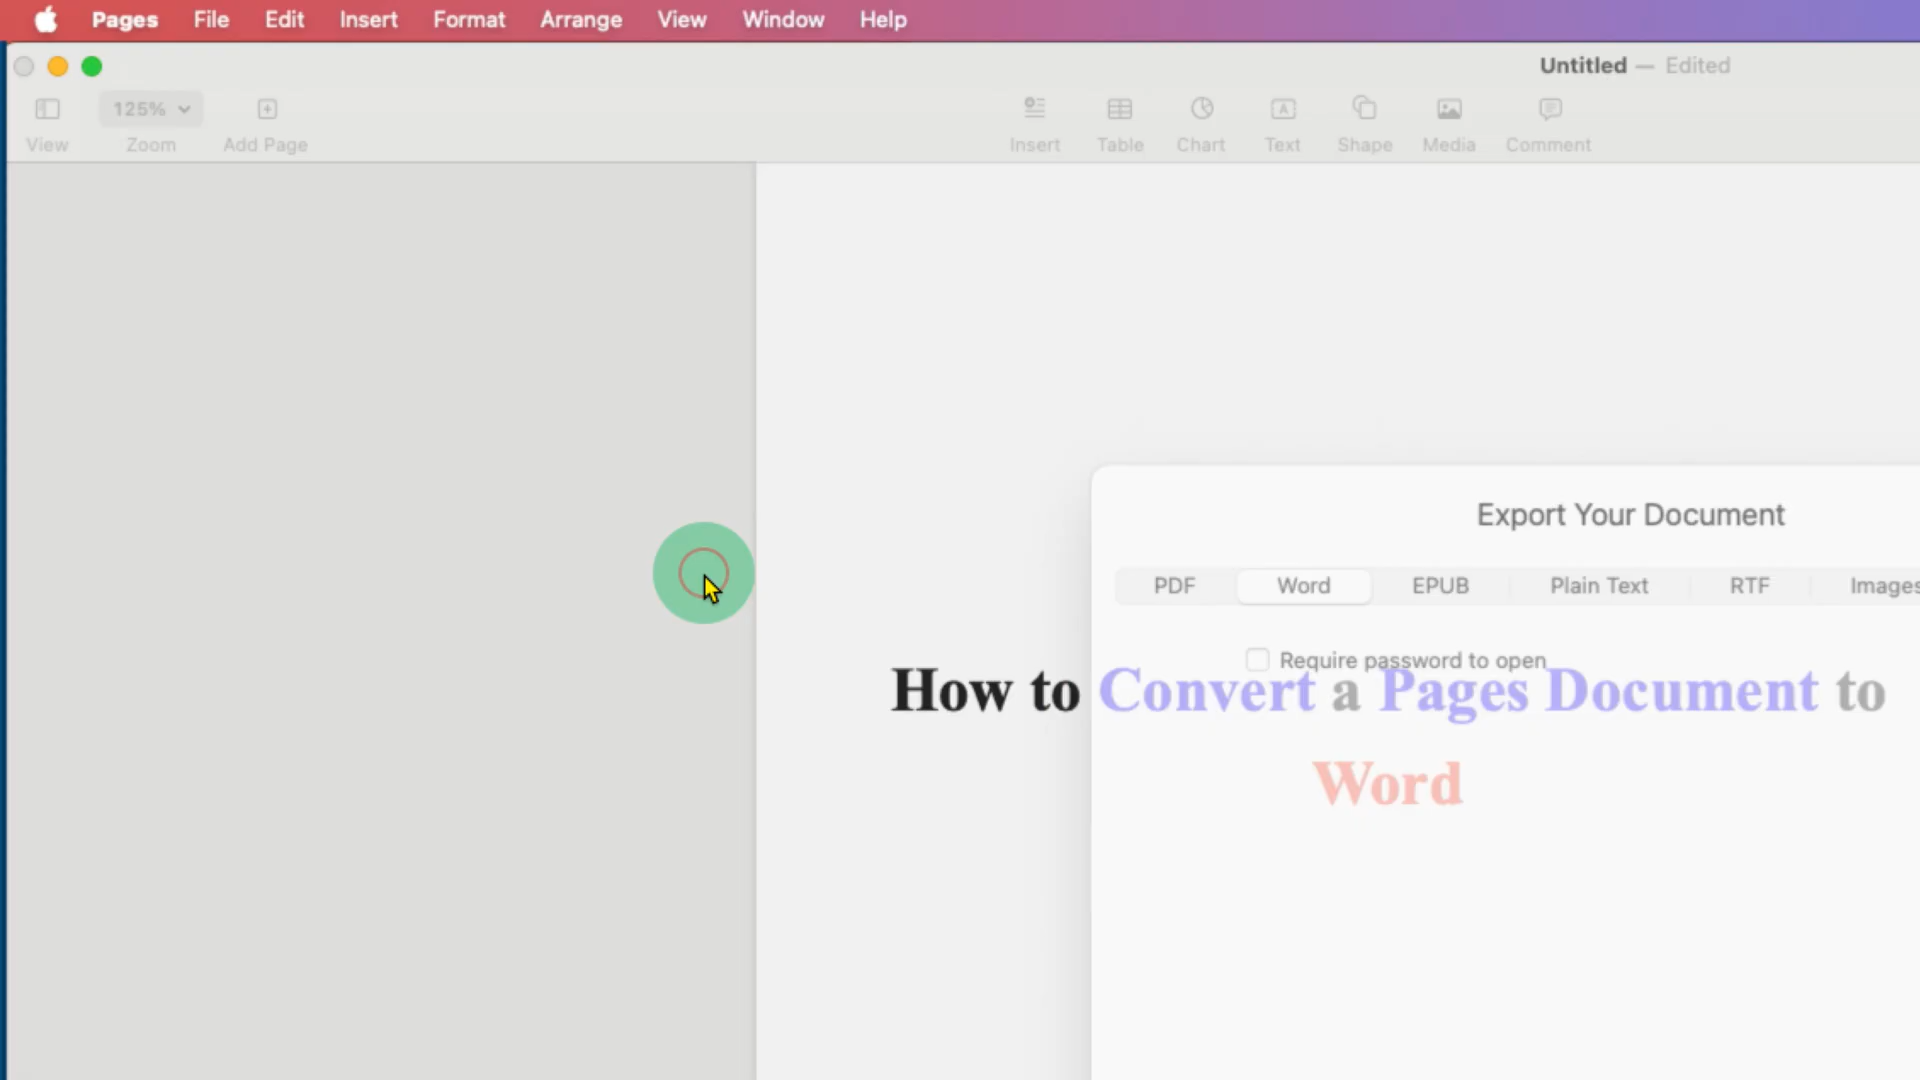 Pages File Edit Insert Format Arrange View Window Help
Untitled — Edited
125%
View Zoom Add Page Insert Table Chart Text Shape Media Comment
Export Your Document
PDF Word EPUB Plain Text RTF Images
Require password to open
How to Convert a Pages Document to
Word